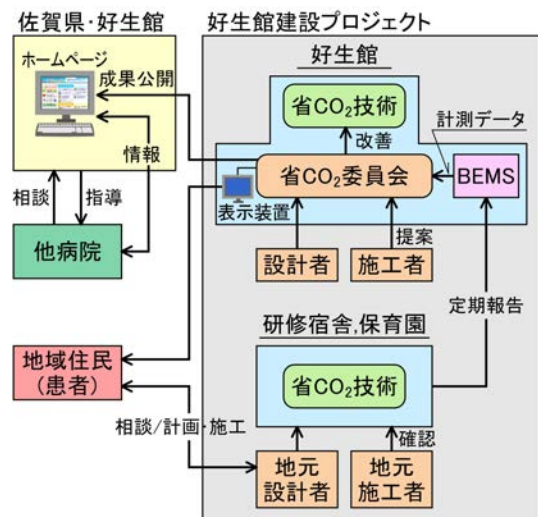 佐賀県・好生館
ホームページ
成果公開
情報
相談
指導
他病院
地域住民
(患者)
相談/計画・施工
好生館建設プロジェクト
好生館
省CO₂技術
改善
計測データ
省CO₂委員会
BEMS
表示装置
提案
設計者
施工者
定期報告
研修宿舎,保育園
省CO₂技術
確認
地元
設計者
地元
施工者